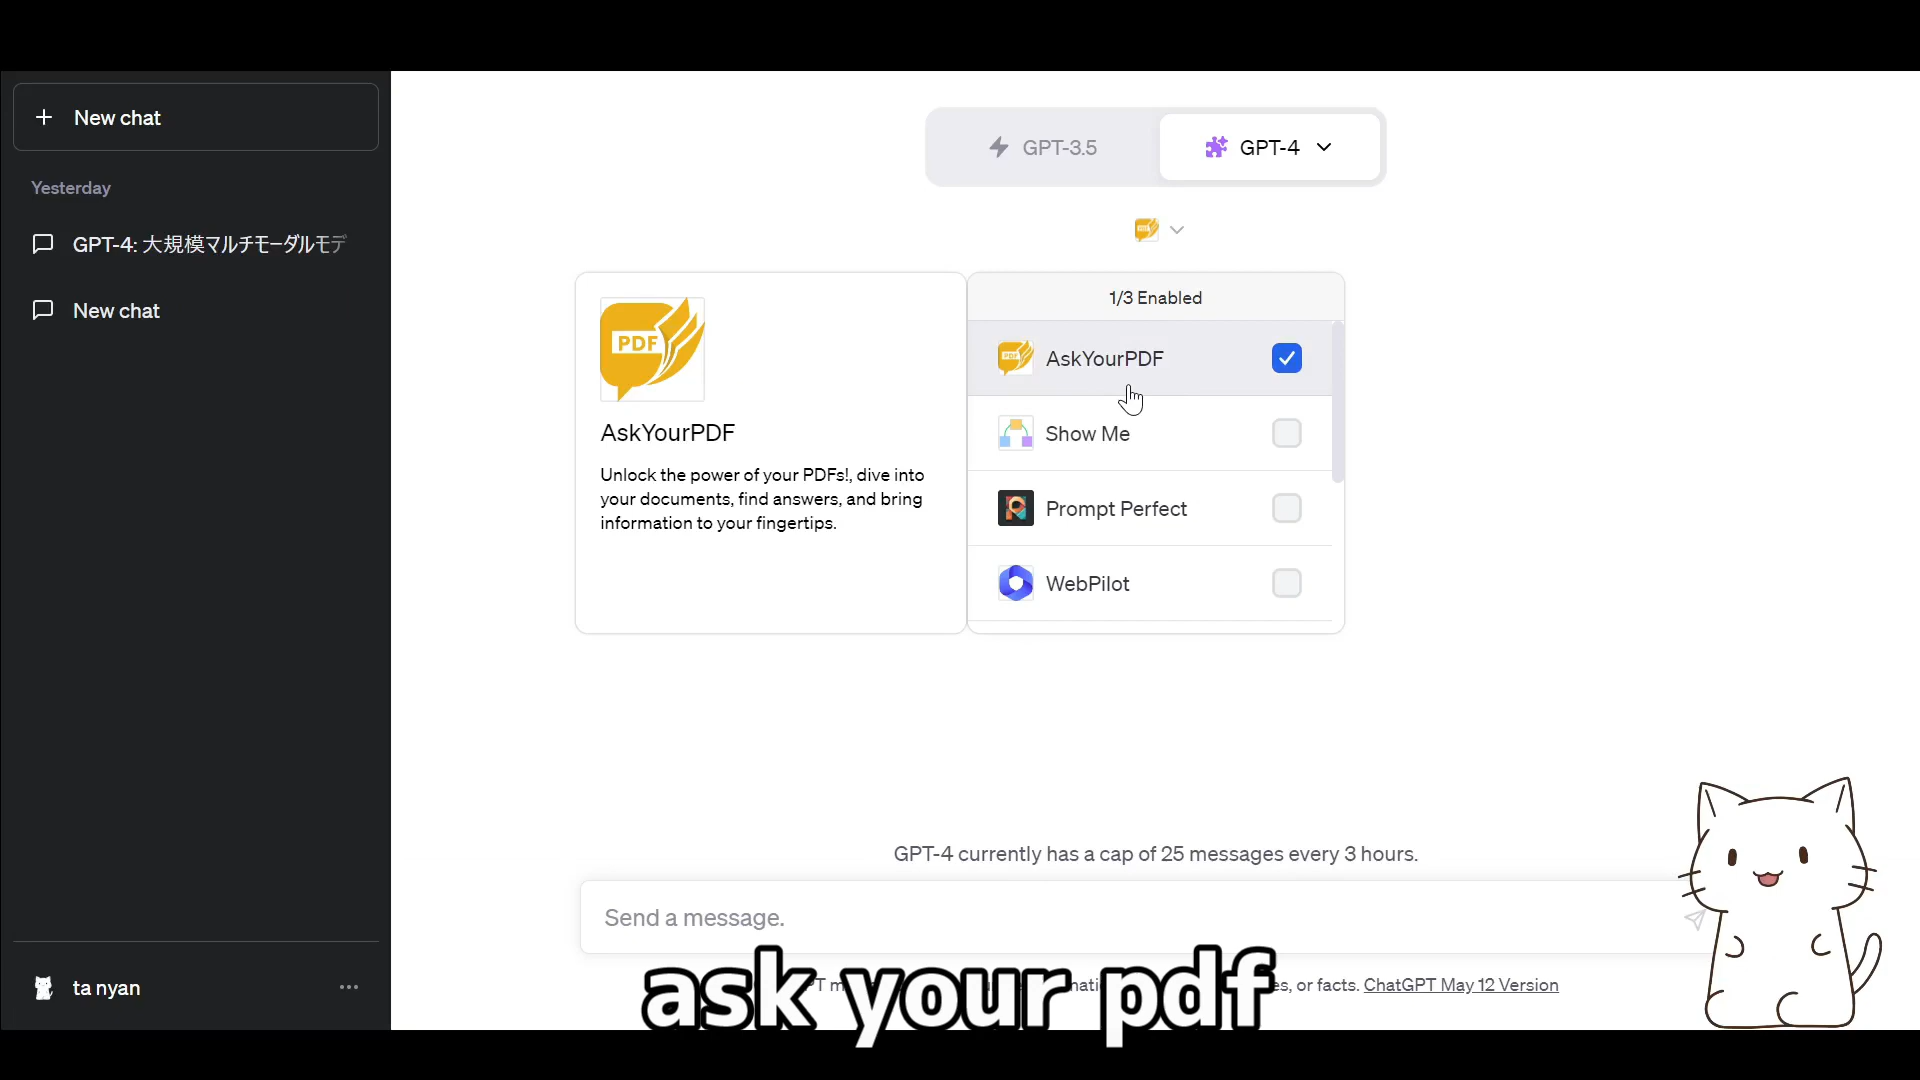 New chat
Yesterday
GPT-4: 大規模マルチモーダルモデ
New chat
ta nyan
GPT-3.5
GPT-4
1/3 Enabled
PDF
AskYourPDF
Unlock the power of your PDFs!, dive into
your documents, find answers, and bring
information to your fingertips.
PDF
AskYourPDF
Show Me
Prompt Perfect
WebPilot
GPT-4 currently has a cap of 25 messages every 3 hours.
Send a message.
or facts. ChatGPT May 12 Version
ask your pdf